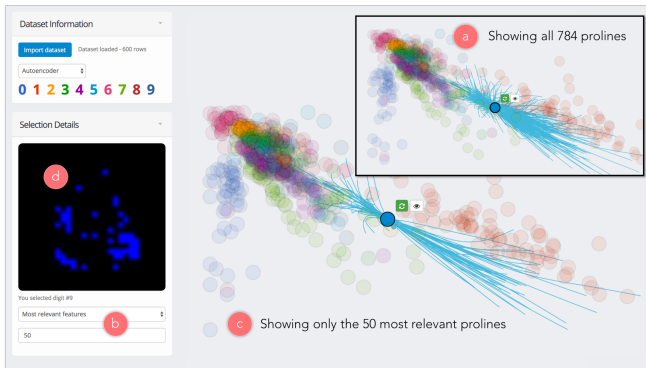 Dataset Information
Import dataset
Dataset loaded - 600 rows
Autoencoder
0 1 2 3 4 5 6 7 8 9
Selection Details
d
You selected digit #9
Most relevant features
b
50
a
Showing all 784 prolines
c
Showing only the 50 most relevant prolines